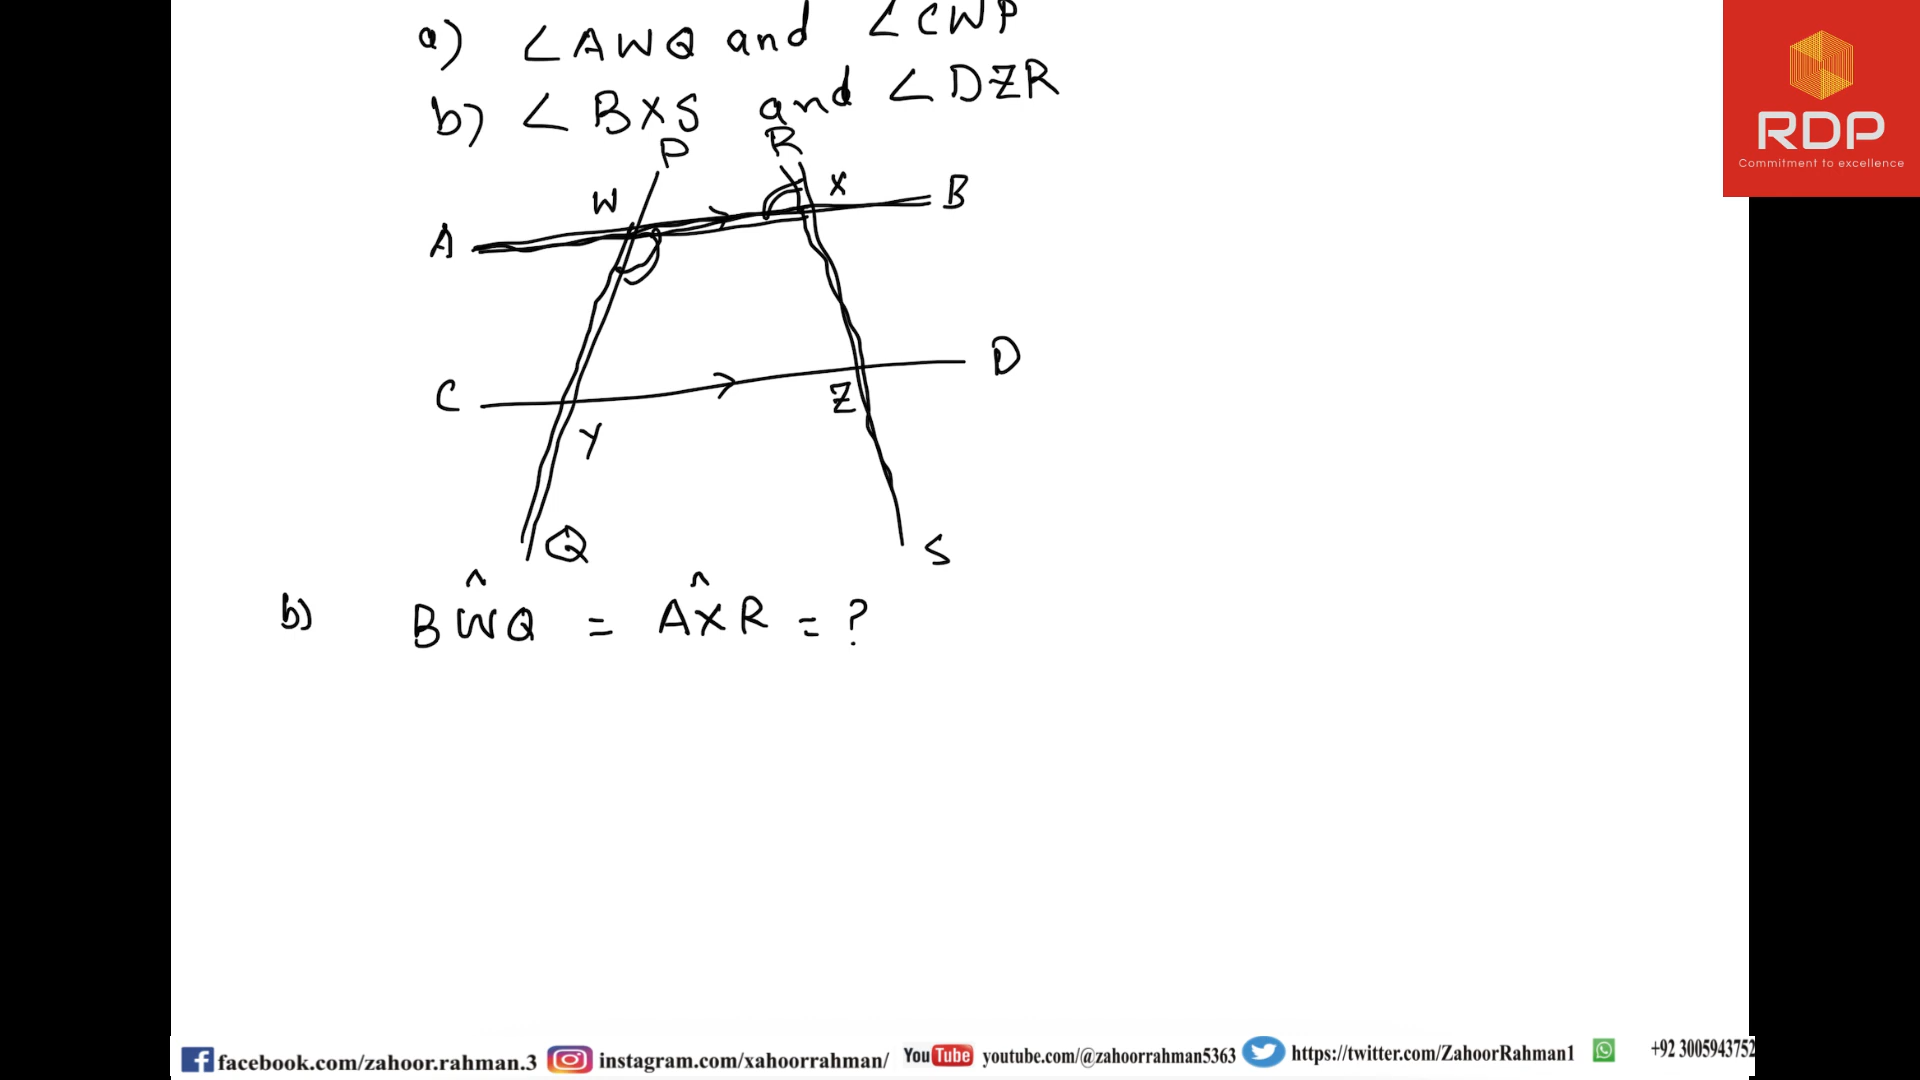 a) ∠AWQ and ∠CWP
b) ∠BXS and ∠DZR
P
R
W
X
B
A
D
C
Z
Y
Q
S
b) BŴQ = AX̂R = ?
RDP
Commitment to excellence
facebook.com/zahoor.rahman.3 instagram.com/xahoorrahman/ YouTube youtube.com/@zahoorrahman5363 https://twitter.com/ZahoorRahman1 +92 3005943752